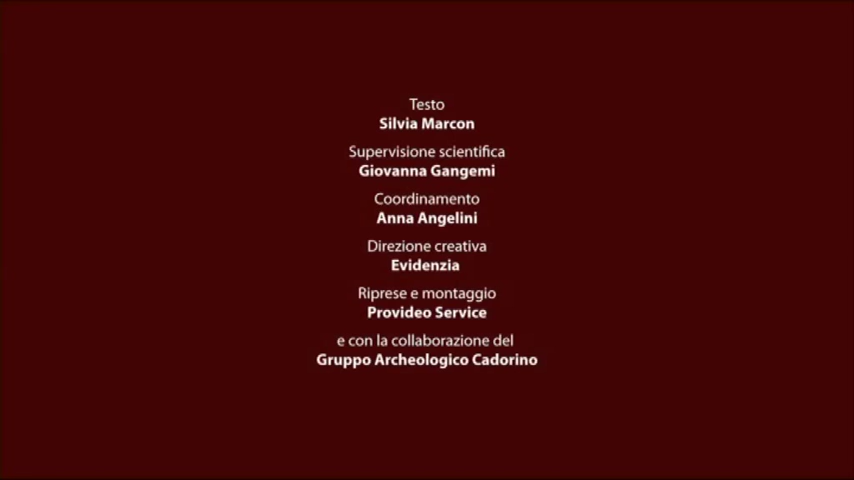 Testo
Silvia Marcon
Supervisione scientifica
Giovanna Gangemi
Coordinamento
Anna Angelini
Direzione creativa
Evidenzia
Riprese e montaggio
Provideo Service
e con la collaborazione del
Gruppo Archeologico Cadorino